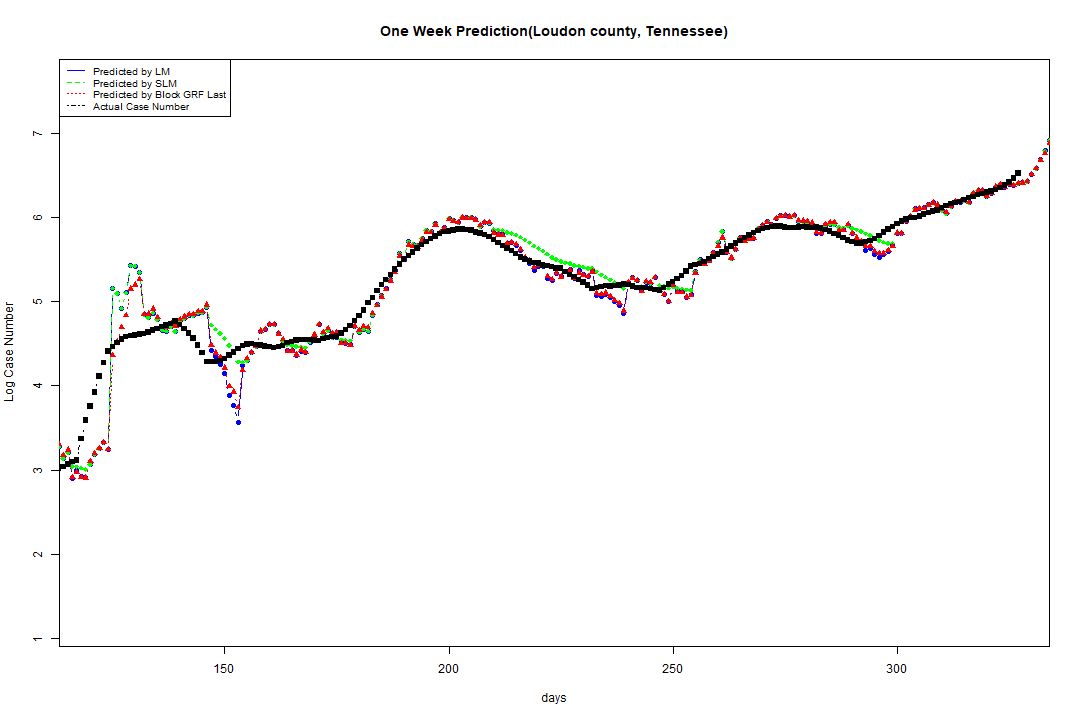 One Week Prediction(Loudon county, Tennessee)
Predicted by LM
Predicted by SLM
Predicted by Block GRF Last
Actual Case Number
7
6
5
4
3
2
1
Log Case Number
150 200 250 300
days